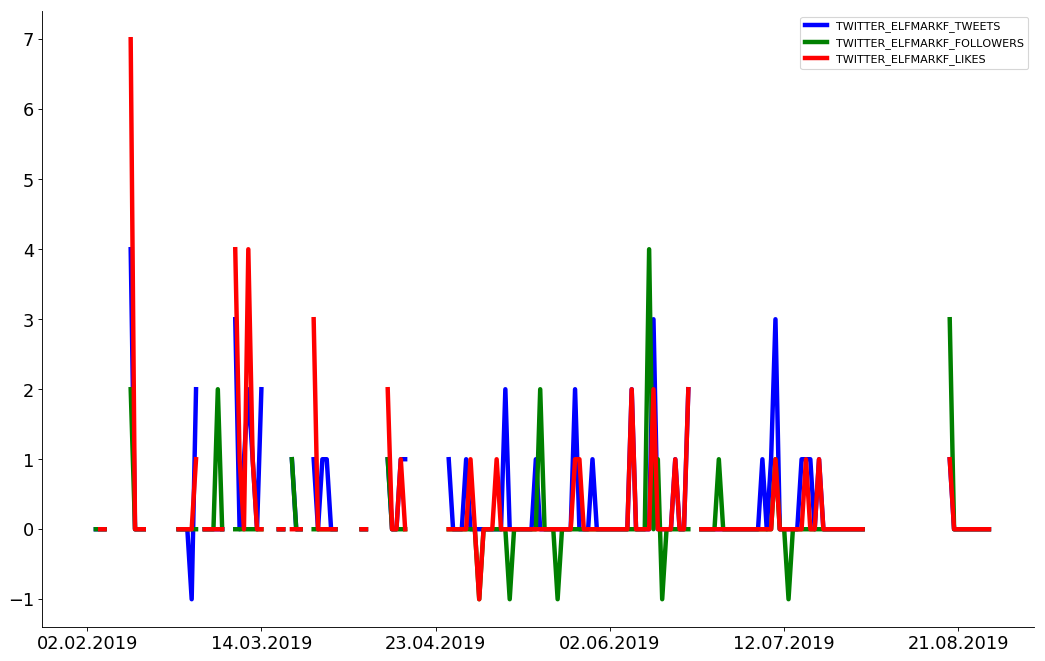 TWITTER_ELFMARKF_TWEETS
TWITTER_ELFMARKF_FOLLOWERS
TWITTER_ELFMARKF_LIKES
7
6
5
4
3
2
1
0
−1
02.02.2019 14.03.2019 23.04.2019 02.06.2019 12.07.2019 21.08.2019